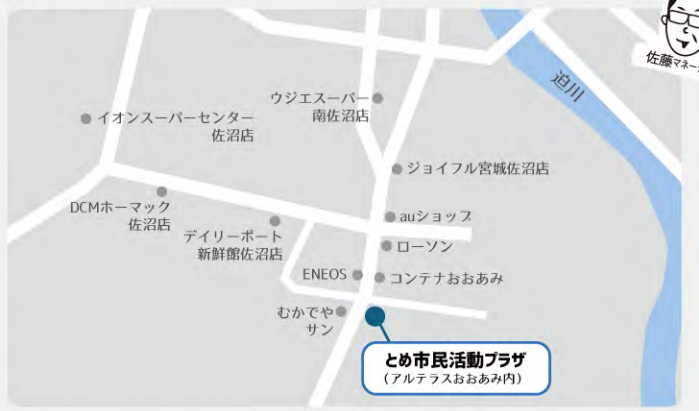 佐藤マネー
迫川
ウジエスーパー
南佐沼店
イオンスーパーセンター
佐沼店
ジョイフル宮城佐沼店
DCMホーマック
佐沼店
auショップ
デイリーポート
新鮮館佐沼店
ローソン
ENEOS
コンテナおおあみ
むかでや
サン
とめ市民活動プラザ
(アルテラスおおあみ内)